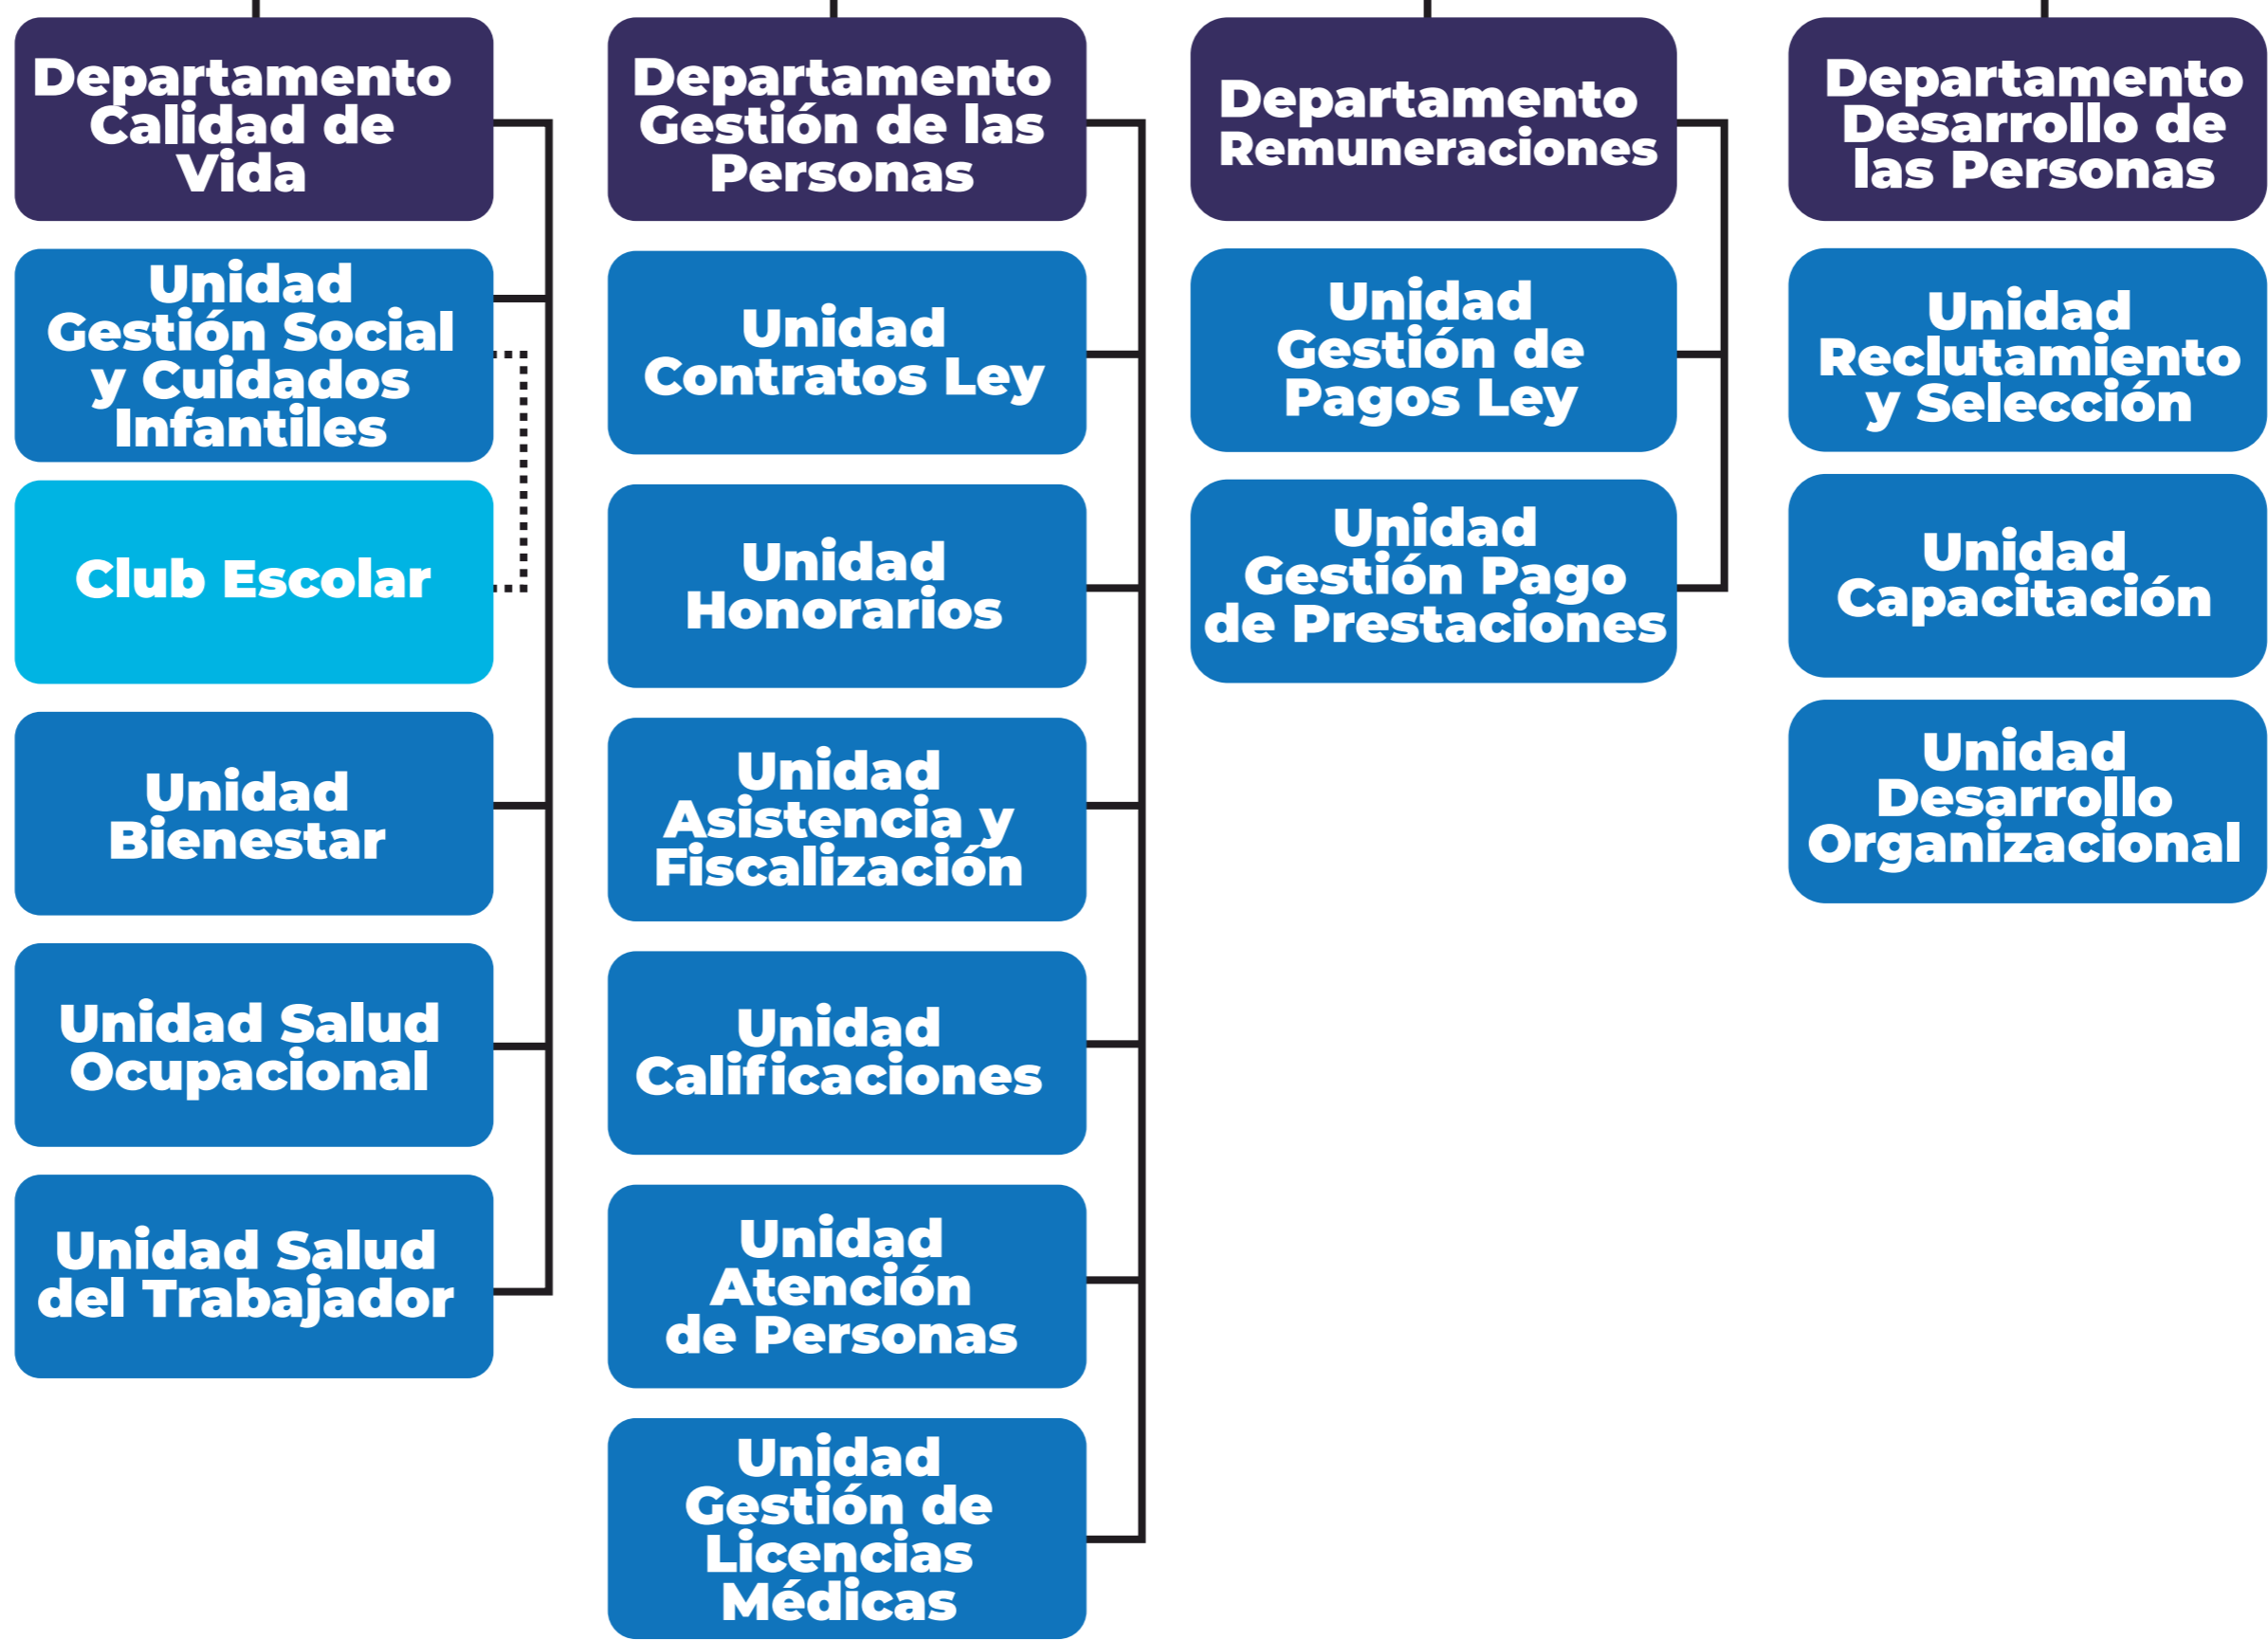 Departamento
Calidad de
Vida
Unidad
Gestión Social
y Cuidados
Infantiles
Club Escolar
Unidad
Bienestar
Unidad Salud
Ocupacional
Unidad Salud
del Trabajador
Departamento
Gestión de las
Personas
Unidad
Contratos Ley
Unidad
Honorarios
Unidad
Asistencia y
Fiscalización
Unidad
Calificaciones
Unidad
Atención
de Personas
Unidad
Gestión de
Licencias
Médicas
Departamento
Remuneraciones
Unidad
Gestión de
Pagos Ley
Unidad
Gestión Pago
de Prestaciones
Departamento
Desarrollo de
las Personas
Unidad
Reclutamiento
y Selección
Unidad
Capacitación
Unidad
Desarrollo
Organizacional